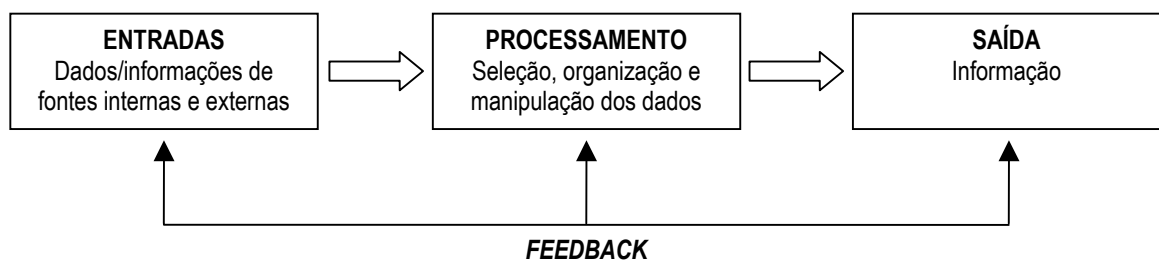 ENTRADAS
Dados/informações de
fontes internas e externas
PROCESSAMENTO
Seleção, organização e
manipulação dos dados
SAÍDA
Informação
FEEDBACK